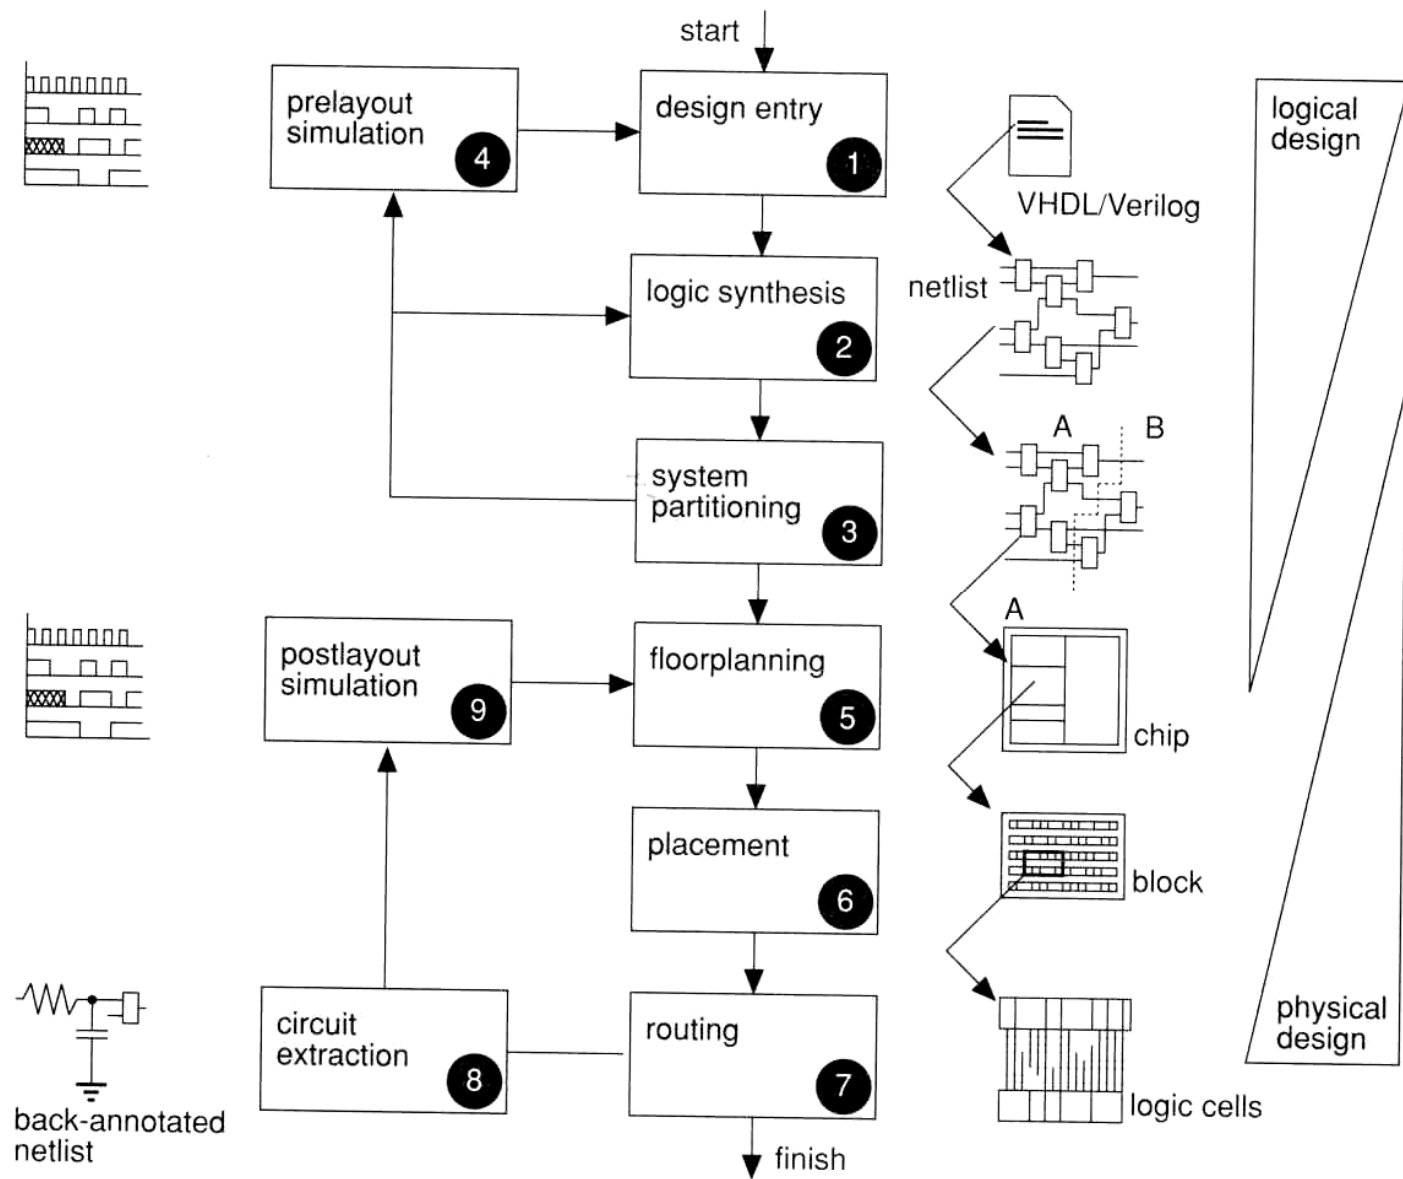 start
prelayout
simulation
4
design entry
1
VHDL/Verilog
logical
design
logic synthesis
2
netlist
system
partitioning
3
A
B
postlayout
simulation
9
floorplanning
5
A
chip
placement
6
block
circuit
extraction
8
routing
7
logic cells
physical
design
back-annotated
netlist
finish